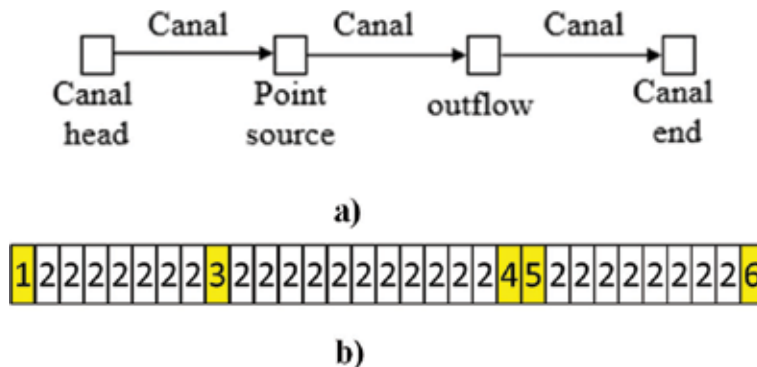 Canal Canal Canal
Canal head
Point source
outflow
Canal end
a)
1 2 2 2 2 2 2 2 3 2 2 2 2 2 2 2 2 2 2 2 4 5 2 2 2 2 2 2 2 2 6
b)